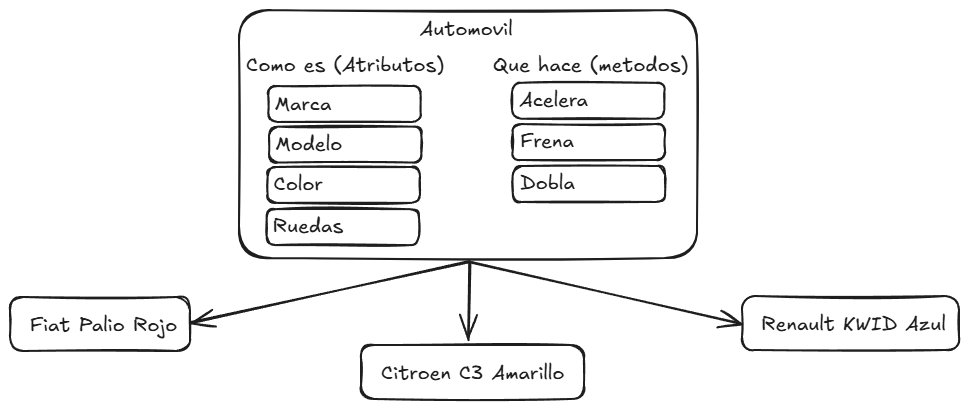 Automovil
Como es (Atributos)
Marca
Modelo
Color
Ruedas
Que hace (metodos)
Acelera
Frena
Dobla
Fiat Palio Rojo
Citroen C3 Amarillo
Renault KWID Azul